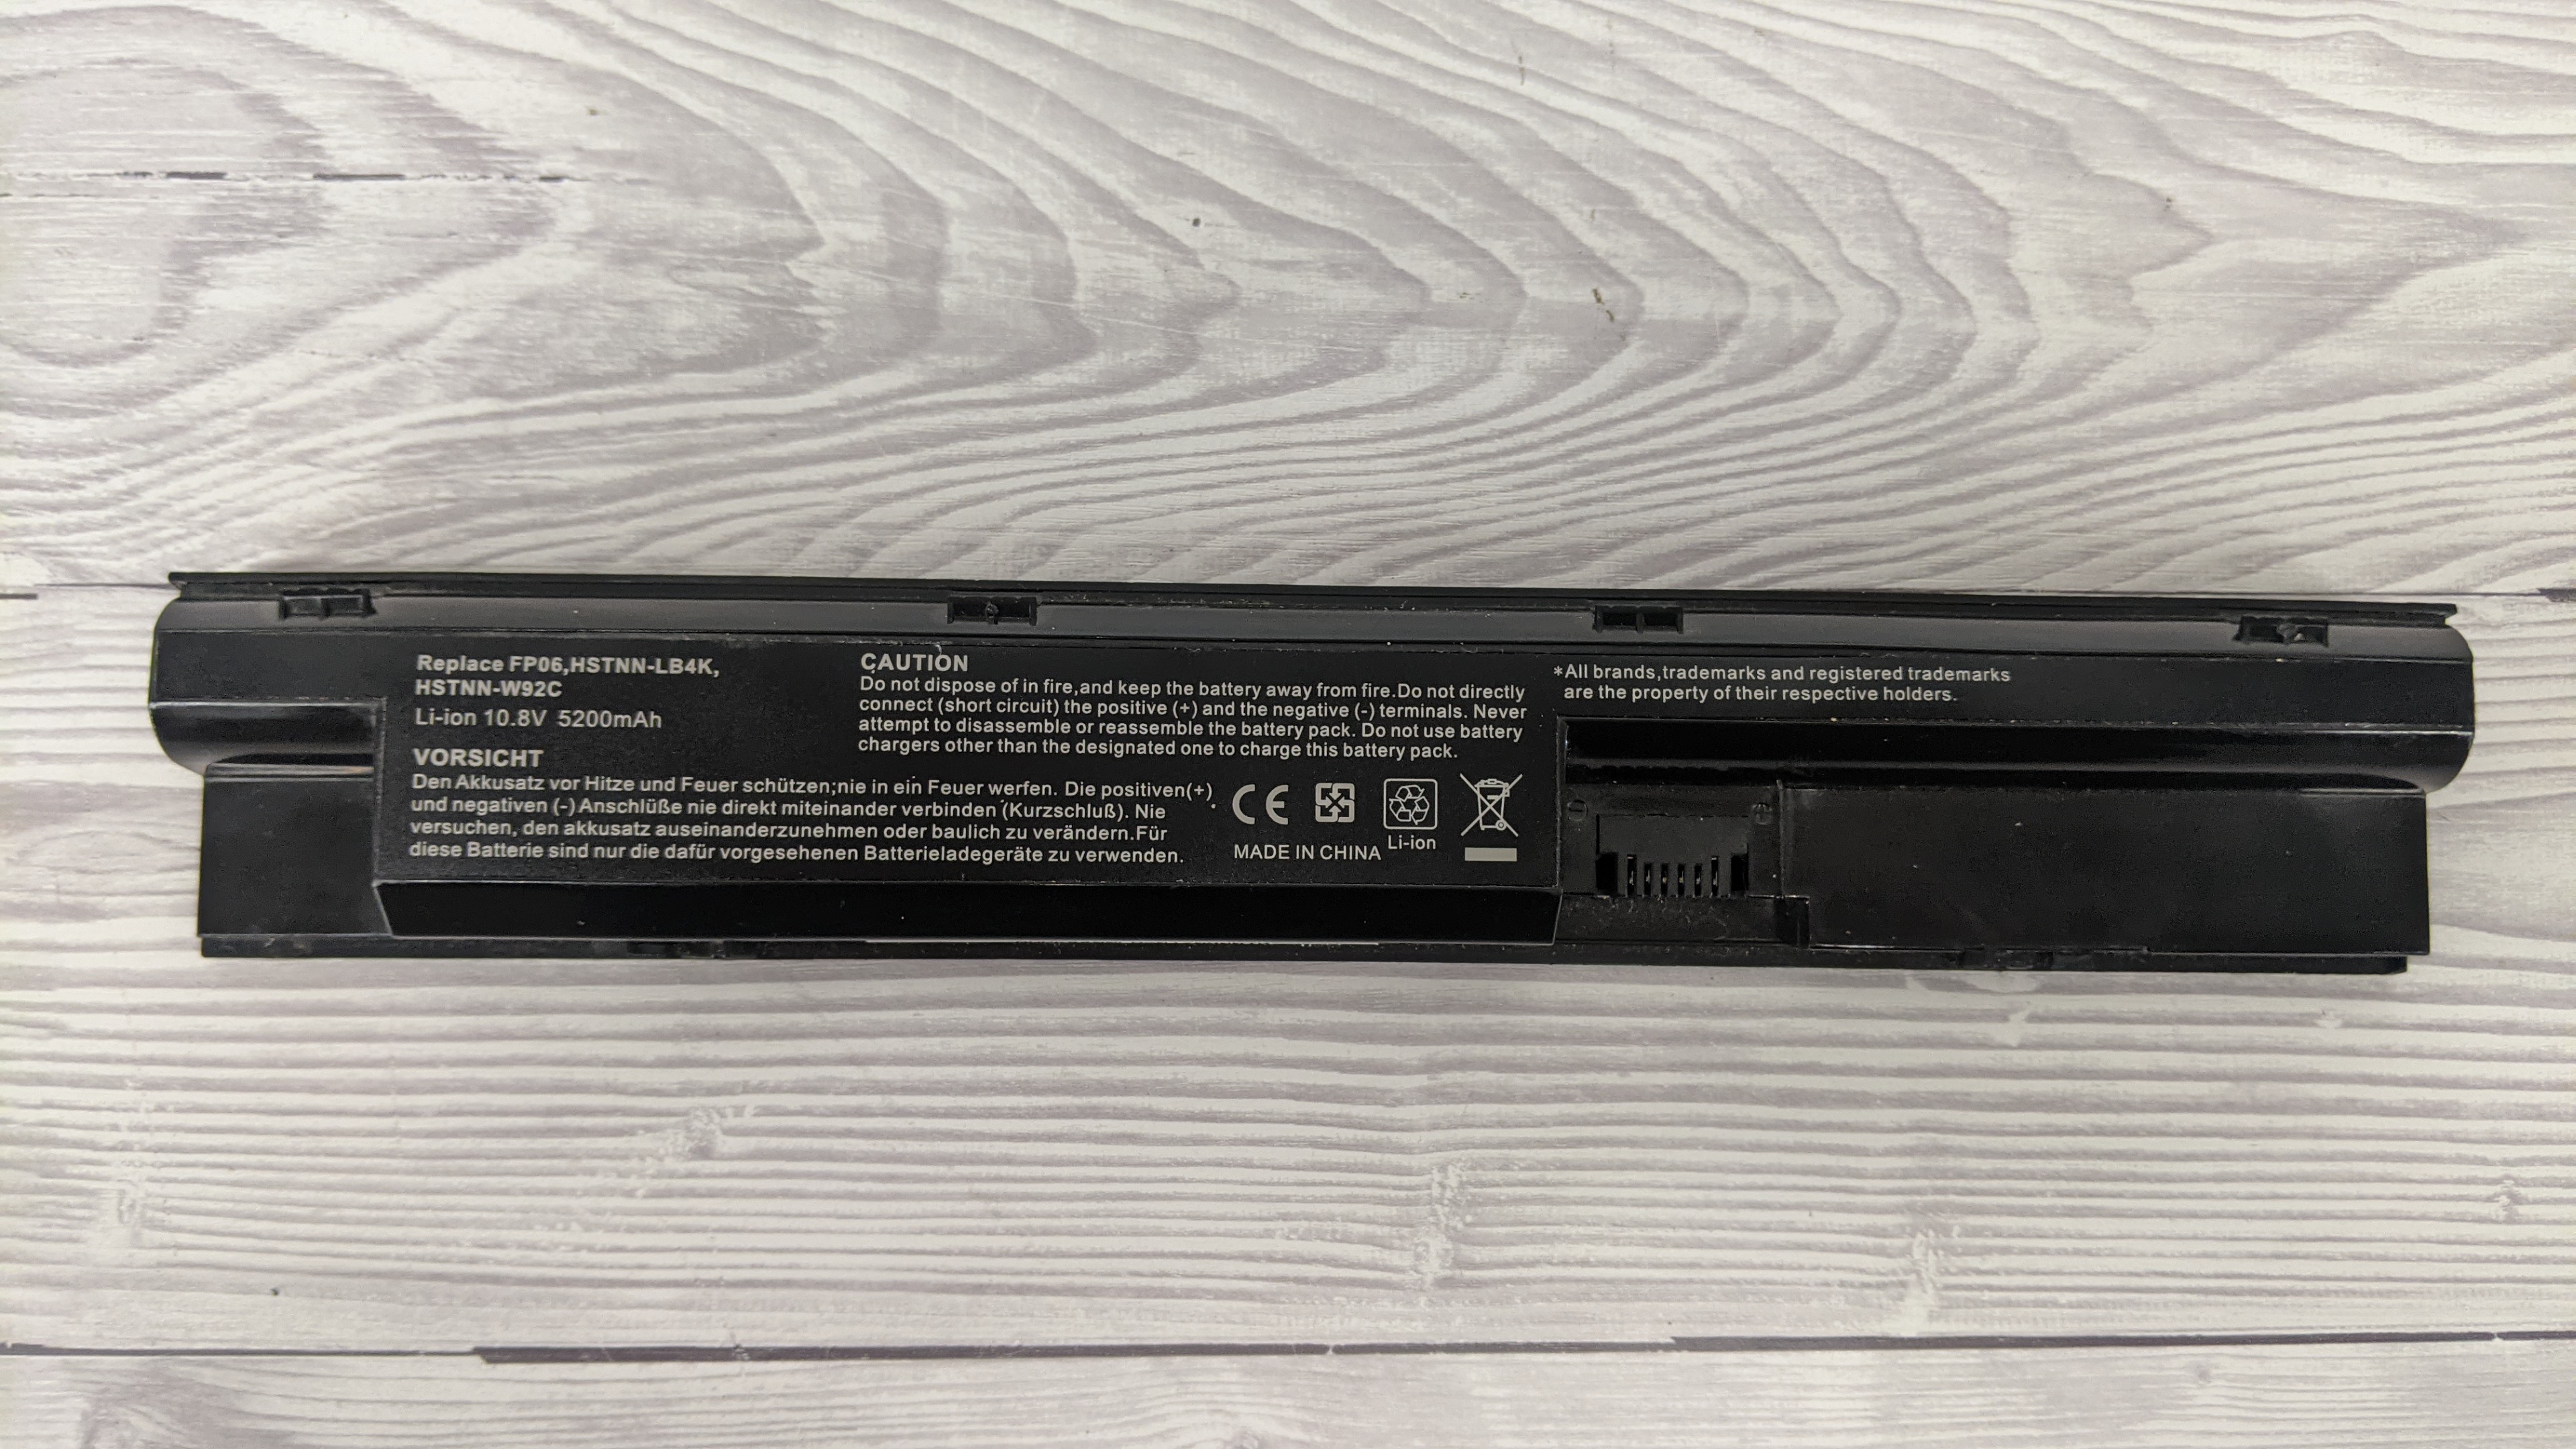 Replace FP06,HSTNN-LB4K,
HSTNN-W92C
Li-ion 10.8V 5200mAh
VORSICHT
Den Akkusatz vor Hitze und Feuer schützen;nie in ein Feuer werfen. Die positiven(+)
und negativen (-) Anschlüße nie direkt miteinander verbinden (Kurzschluß). Nie
versuchen, den akkusatz auseinanderzunehmen oder baulich zu verändern.Für
diese Batterie sind nur die dafür vorgesehenen Batterieladegeräte zu verwenden.
CAUTION
Do not dispose of in fire,and keep the battery away from fire.Do not directly
connect (short circuit) the positive (+) and the negative (-) terminals. Never
attempt to disassemble or reassemble the battery pack. Do not use battery
chargers other than the designated one to charge this battery pack.
CE
MADE IN CHINA
Li-ion
*All brands,trademarks and registered trademarks
are the property of their respective holders.